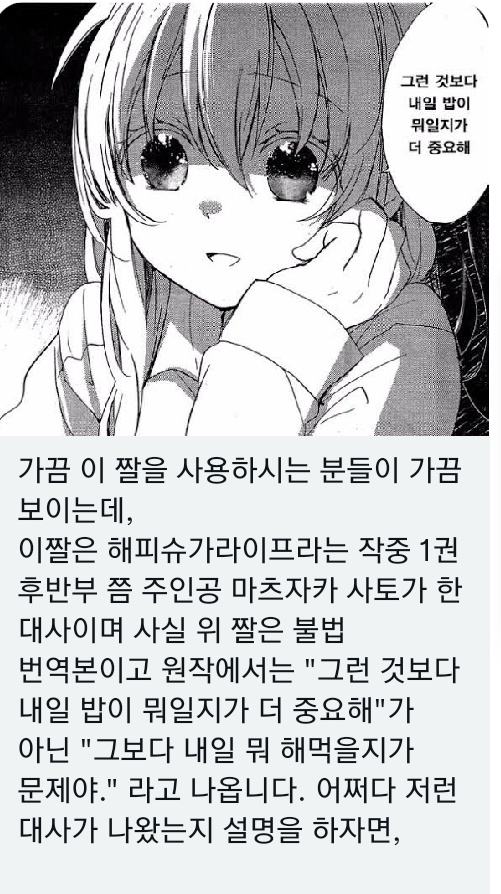 그런 것보다
내일 밥이
뭐일지가
더 중요해
가끔 이 짤을 사용하시는 분들이 가끔
보이는데,
이짤은 해피슈가라이프라는 작중 1권
후반부 쯤 주인공 마츠자카 사토가 한
대사이며 사실 위 짤은 불법
번역본이고 원작에서는 "그런 것보다
내일 밥이 뭐일지가 더 중요해"가
아닌 "그보다 내일 뭐 해먹을지가
문제야." 라고 나옵니다. 어쩌다 저런
대사가 나왔는지 설명을 하자면,